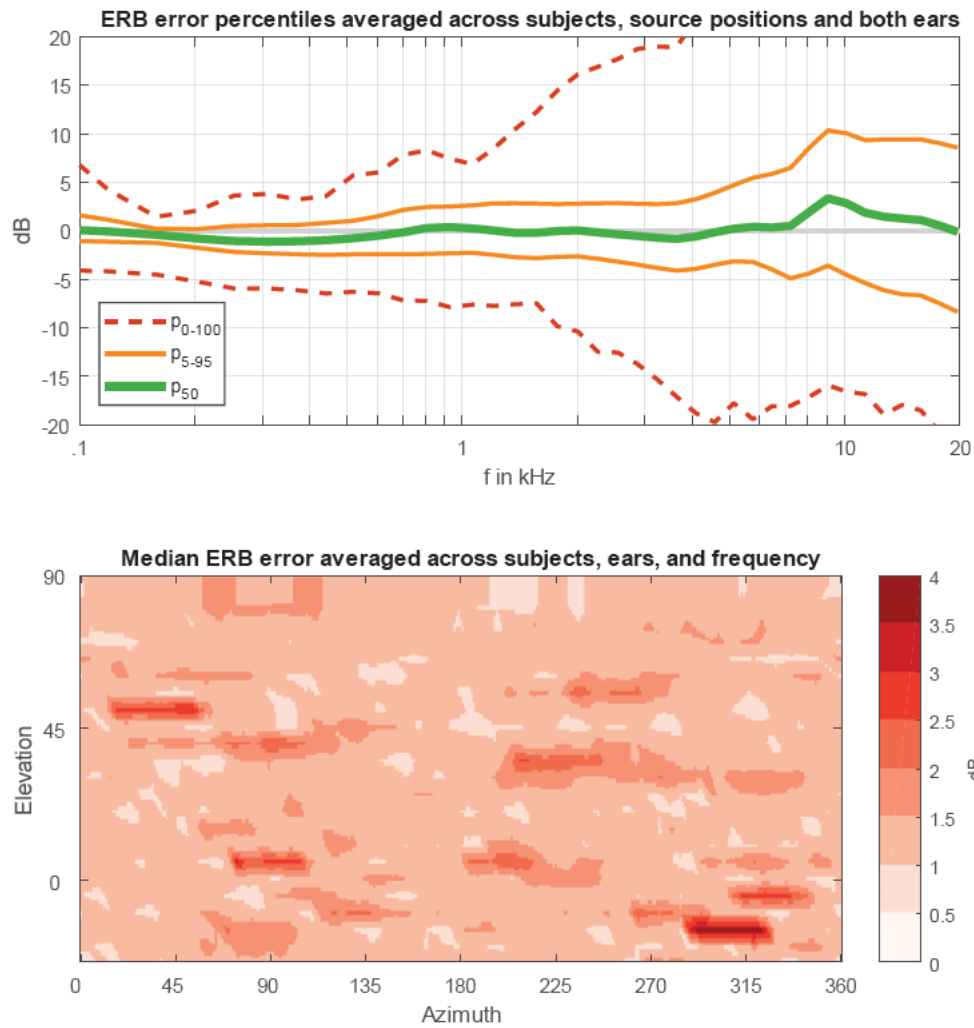 ERB error percentiles averaged across subjects, source positions and both ears
20
15
10
5
0
-5
-10
-15
-20
dB
p0-100
p5-95
p50
.1 1 10 20
f in kHz
Median ERB error averaged across subjects, ears, and frequency
90
45
0
Elevation
0 45 90 135 180 225 270 315 360
Azimuth
4
3.5
3
2.5
2
1.5
1
0.5
0
dB